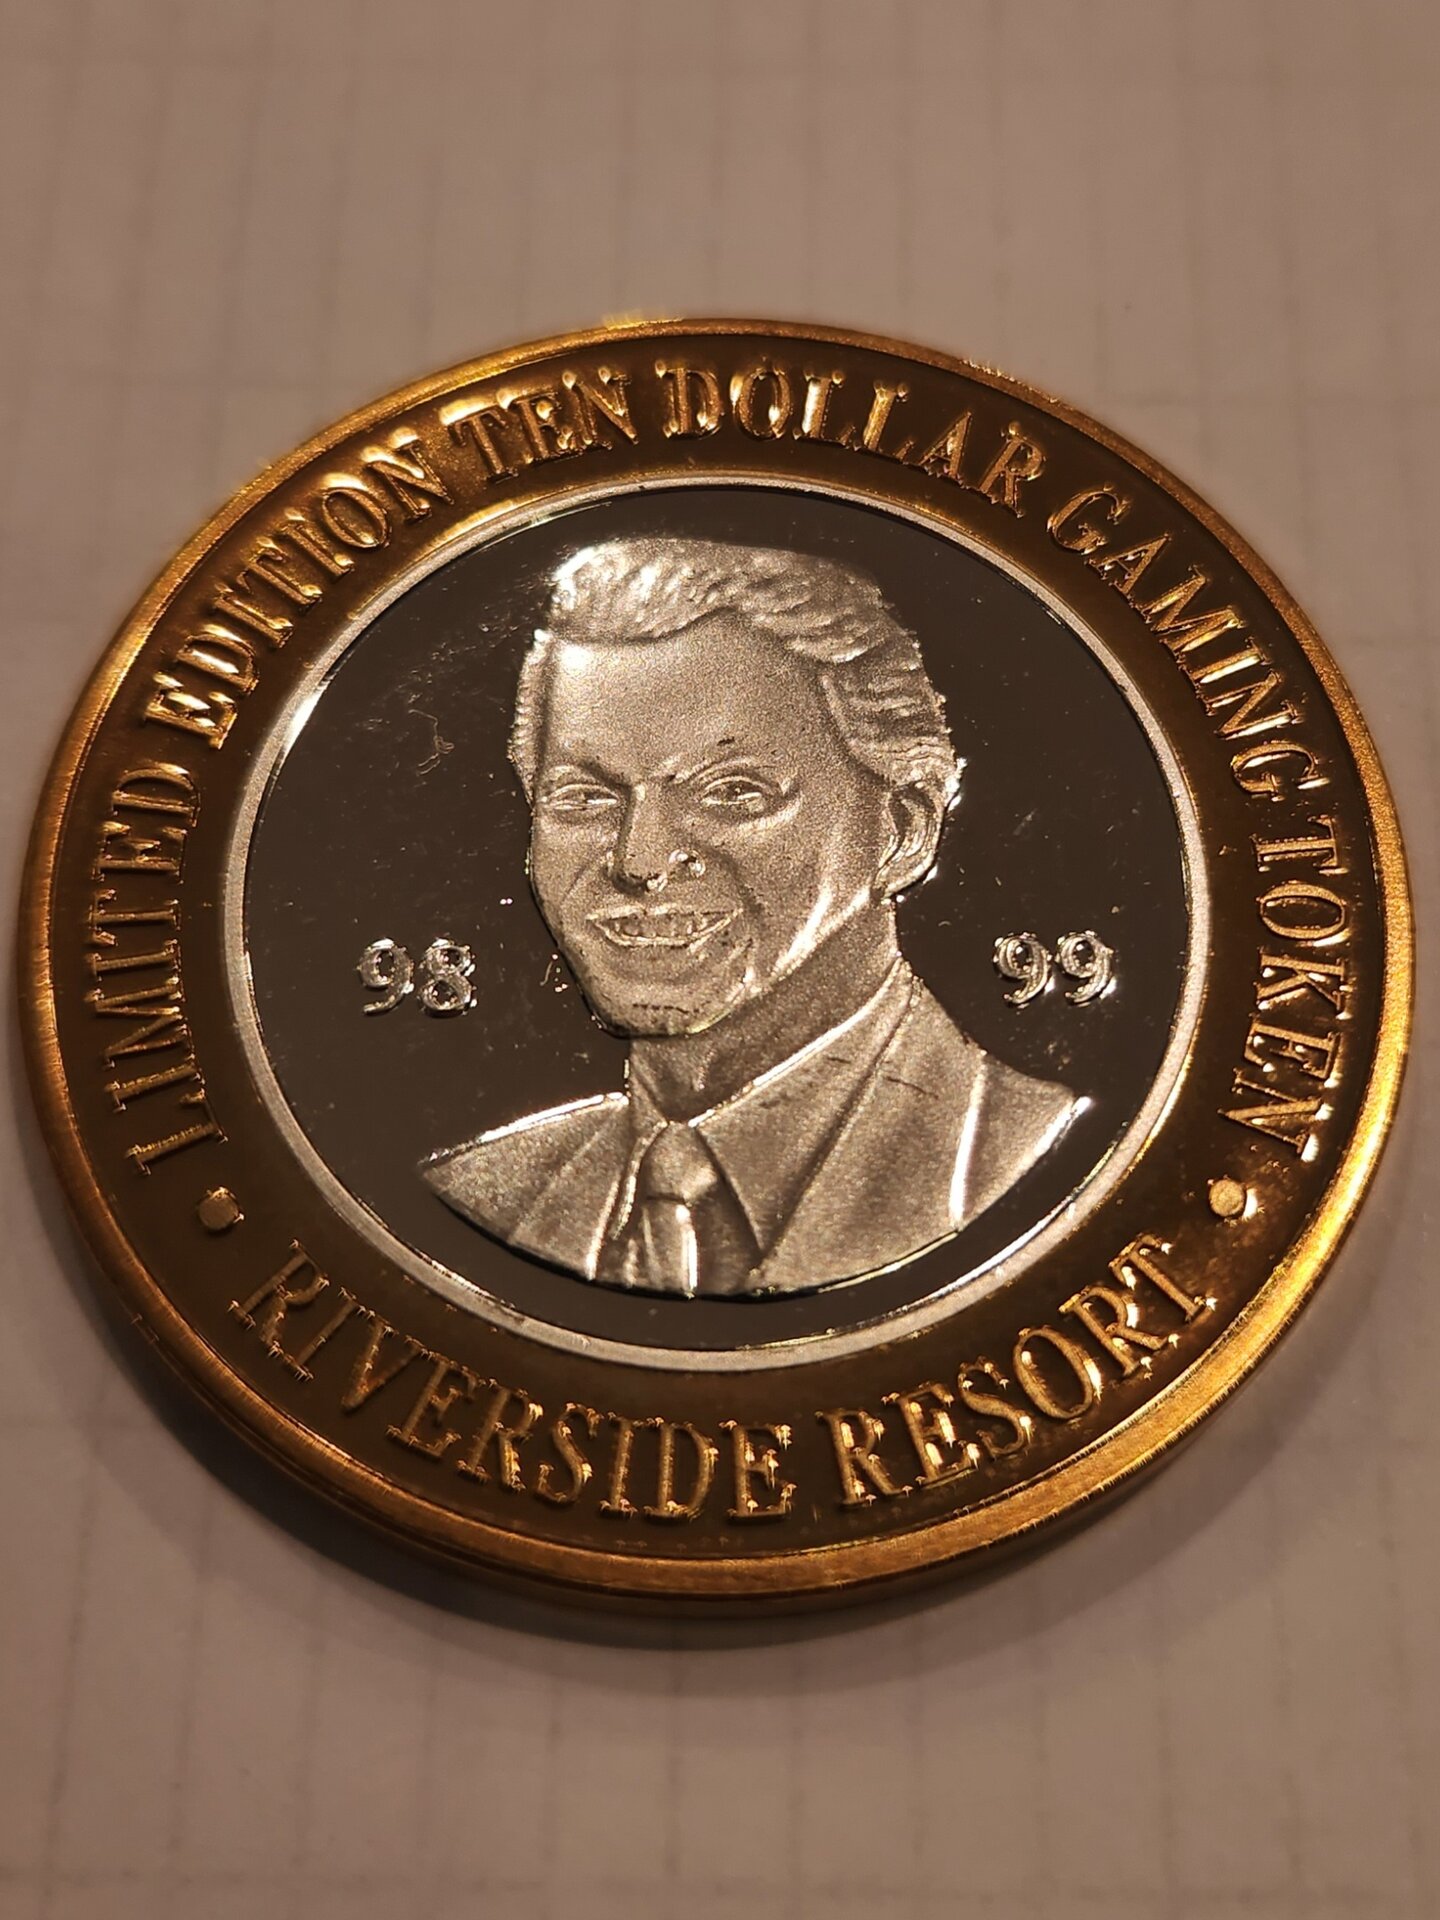 LIMITED EDITION TEN DOLLAR GAMING TOKEN
98 99
• RIVERSIDE RESORT •